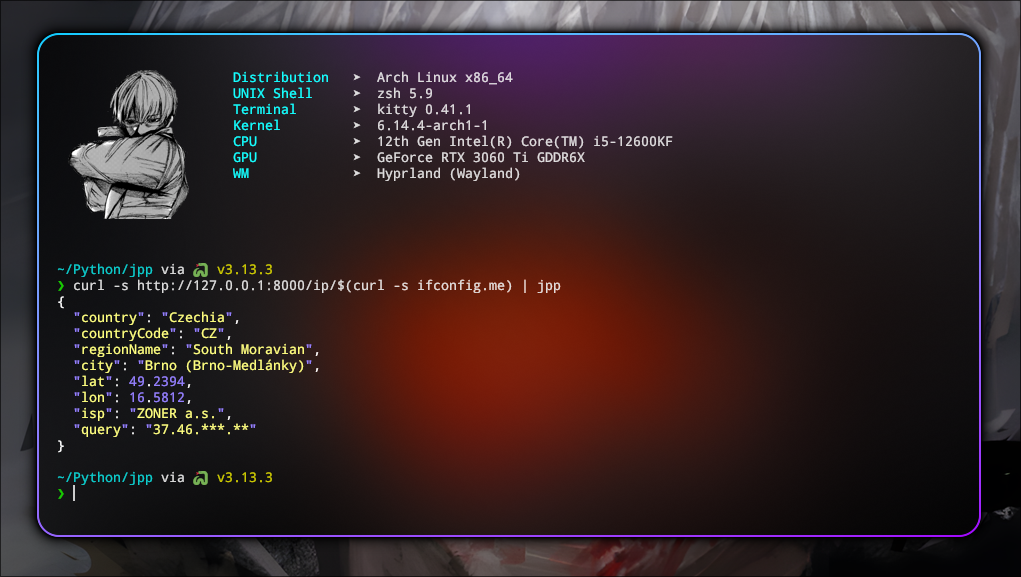 Distribution ➤ Arch Linux x86_64
UNIX Shell ➤ zsh 5.9
Terminal ➤ kitty 0.41.1
Kernel ➤ 6.14.4-arch1-1
CPU ➤ 12th Gen Intel(R) Core(TM) i5-12600KF
GPU ➤ GeForce RTX 3060 Ti GDDR6X
WM ➤ Hyprland (Wayland)
~/Python/jpp via 🐍 v3.13.3
❯ curl -s http://127.0.0.1:8000/ip/$(curl -s ifconfig.me) | jpp
{
  "country": "Czechia",
  "countryCode": "CZ",
  "regionName": "South Moravian",
  "city": "Brno (Brno-Medlánky)",
  "lat": 49.2394,
  "lon": 16.5812,
  "isp": "ZONER a.s.",
  "query": "37.46.***.**"
}
~/Python/jpp via 🐍 v3.13.3
❯